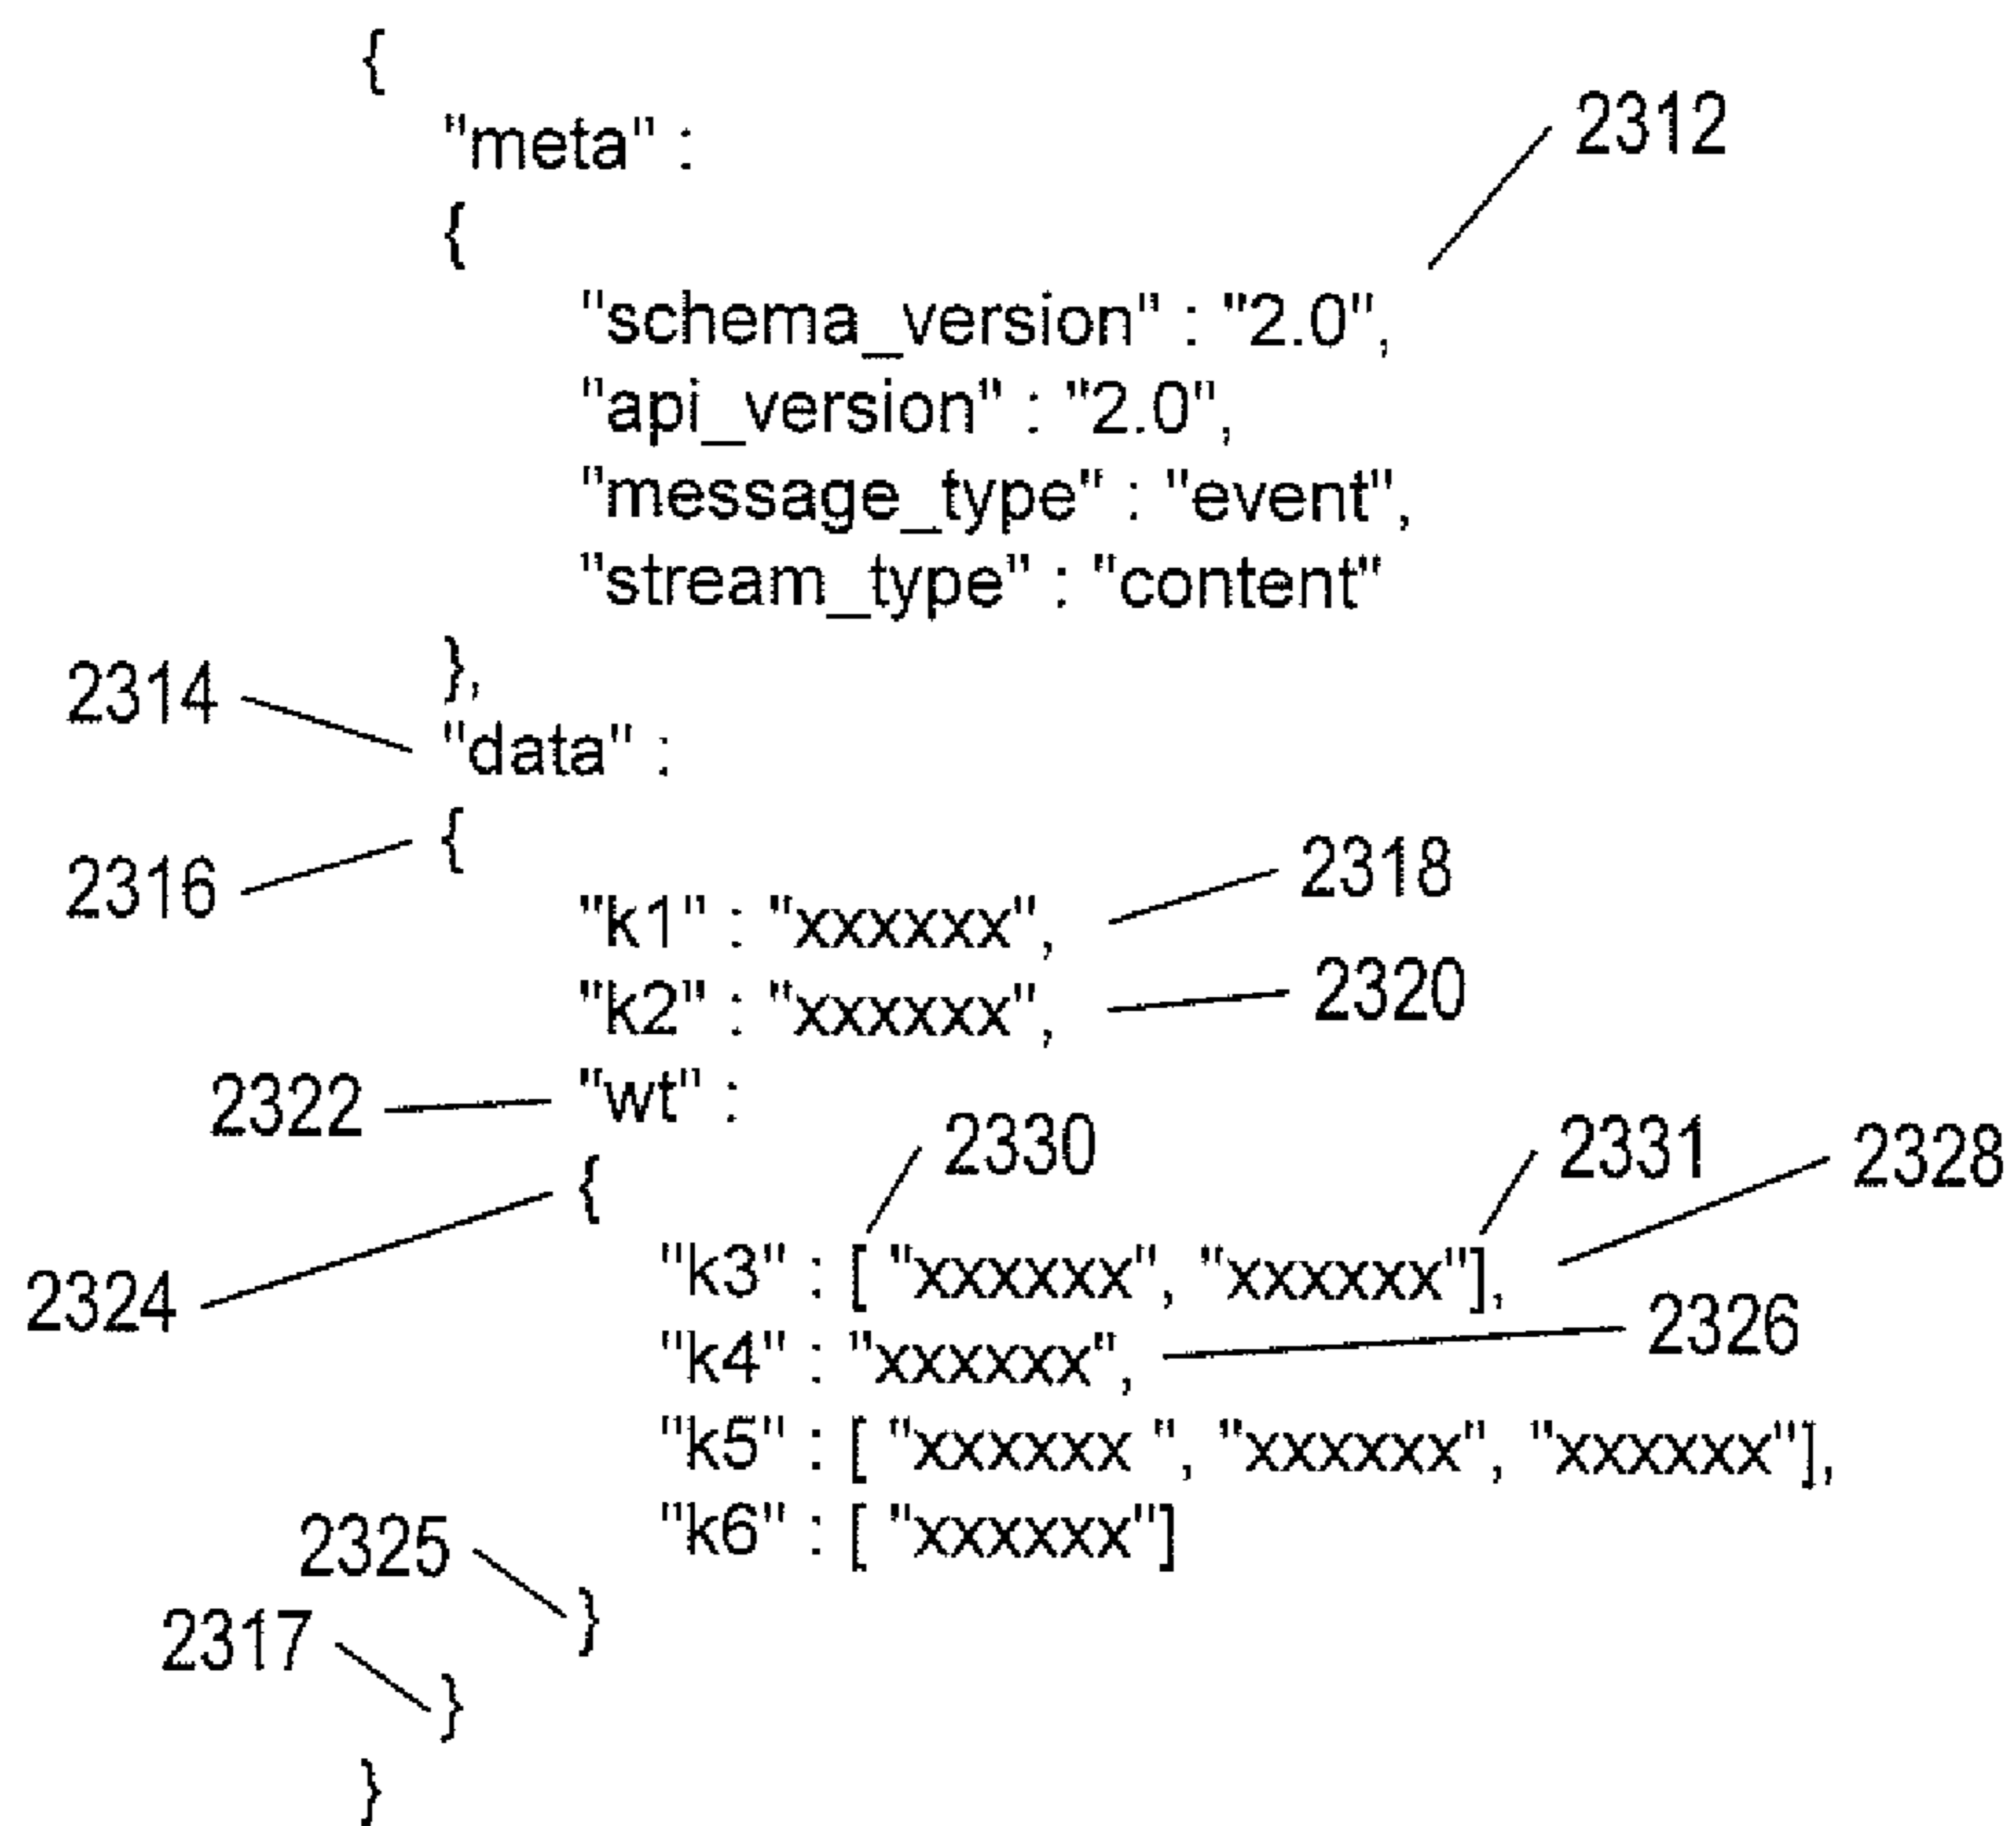 {
"meta" :
2312
{
"schema_version" : "2.0",
"api_version" : "2.0",
"message_type" : "event",
"stream_type" : "content"
},
2314
"data" :
{
2316
2318
"k1" : "xxxxxx",
2320
"k2" : "xxxxxx",
2322
"wt" :
2330 2331 2328
{
2324
"k3" : [ "xxxxxx", "xxxxxx"],
2326
"k4" : "xxxxxx",
"k5" : [ "xxxxxx ", "xxxxxx", "xxxxxx"],
"k6" : [ "xxxxxx"]
2325
}
2317
}
}